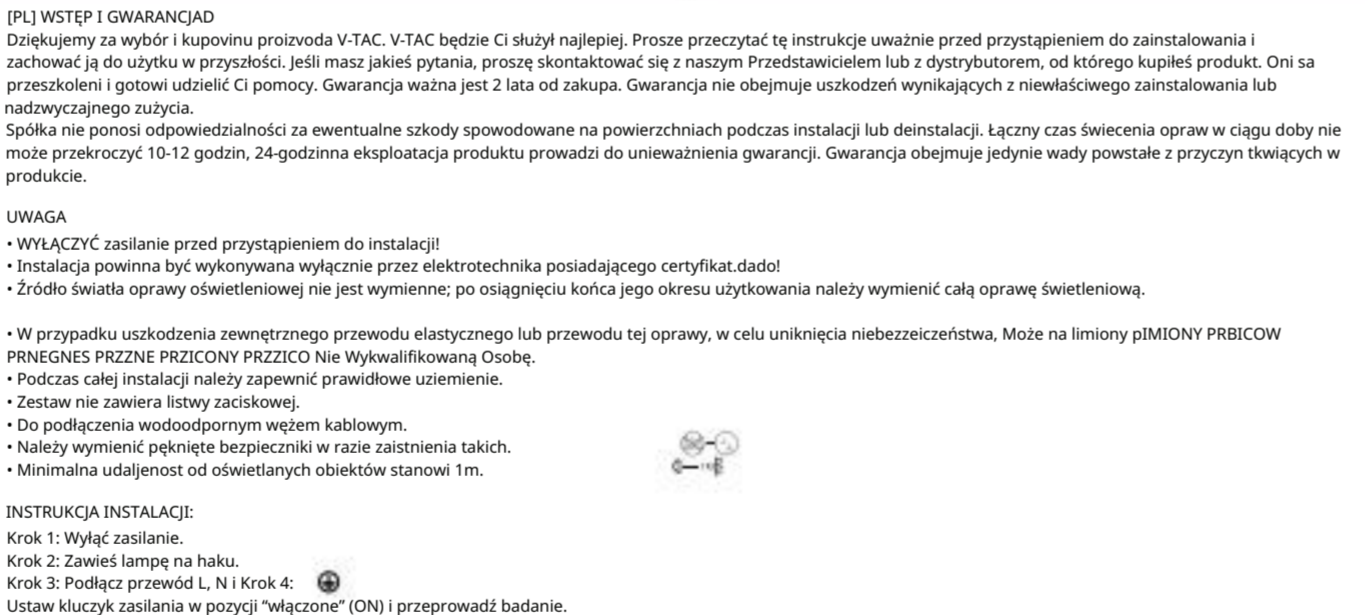 [PL] WSTĘP I GWARANCJAD
Dziękujemy za wybór i kupovinu proizvoda V-TAC. V-TAC będzie Ci służył najlepiej. Prosze przeczytać tę instrukcje uważnie przed przystąpieniem do zainstalowania i
zachować ją do użytku w przyszłości. Jeśli masz jakieś pytania, proszę skontaktować się z naszym Przedstawicielem lub z dystrybutorem, od którego kupiłeś produkt. Oni sa
przeszkoleni i gotowi udzielić Ci pomocy. Gwarancja ważna jest 2 lata od zakupa. Gwarancja nie obejmuje uszkodzeń wynikających z niewłaściwego zainstalowania lub
nadzwyczajnego zużycia.
Spółka nie ponosi odpowiedzialności za ewentualne szkody spowodowane na powierzchniach podczas instalacji lub deinstalacji. Łączny czas świecenia opraw w ciągu doby nie
może przekroczyć 10-12 godzin, 24-godzinna eksploatacja produktu prowadzi do unieważnienia gwarancji. Gwarancja obejmuje jedynie wady powstałe z przyczyn tkwiących w
produkcie.
UWAGA
• WYŁĄCZYĆ zasilanie przed przystąpieniem do instalacji!
• Instalacja powinna być wykonywana wyłącznie przez elektrotechnika posiadającego certyfikat.dado!
• Źródło światła oprawy oświetleniowej nie jest wymienne; po osiągnięciu końca jego okresu użytkowania należy wymienić całą oprawę świetleniową.
• W przypadku uszkodzenia zewnętrznego przewodu elastycznego lub przewodu tej oprawy, w celu uniknięcia niebezzeiczeństwa, Może na limiony pIMIONY PRBICOW
PRNEGNES PRZZNE PRZICONY PRZZICO Nie Wykwalifikowaną Osobę.
• Podczas całej instalacji należy zapewnić prawidłowe uziemienie.
• Zestaw nie zawiera listwy zaciskowej.
• Do podłączenia wodoodpornym wężem kablowym.
• Należy wymienić pęknięte bezpieczniki w razie zaistnienia takich.
• Minimalna udaljenost od oświetlanych obiektów stanowi 1m.
INSTRUKCJA INSTALACJI:
Krok 1: Wyłąć zasilanie.
Krok 2: Zawieś lampę na haku.
Krok 3: Podłącz przewód L, N i Krok 4:
Ustaw kluczyk zasilania w pozycji “włączone” (ON) i przeprowadź badanie.